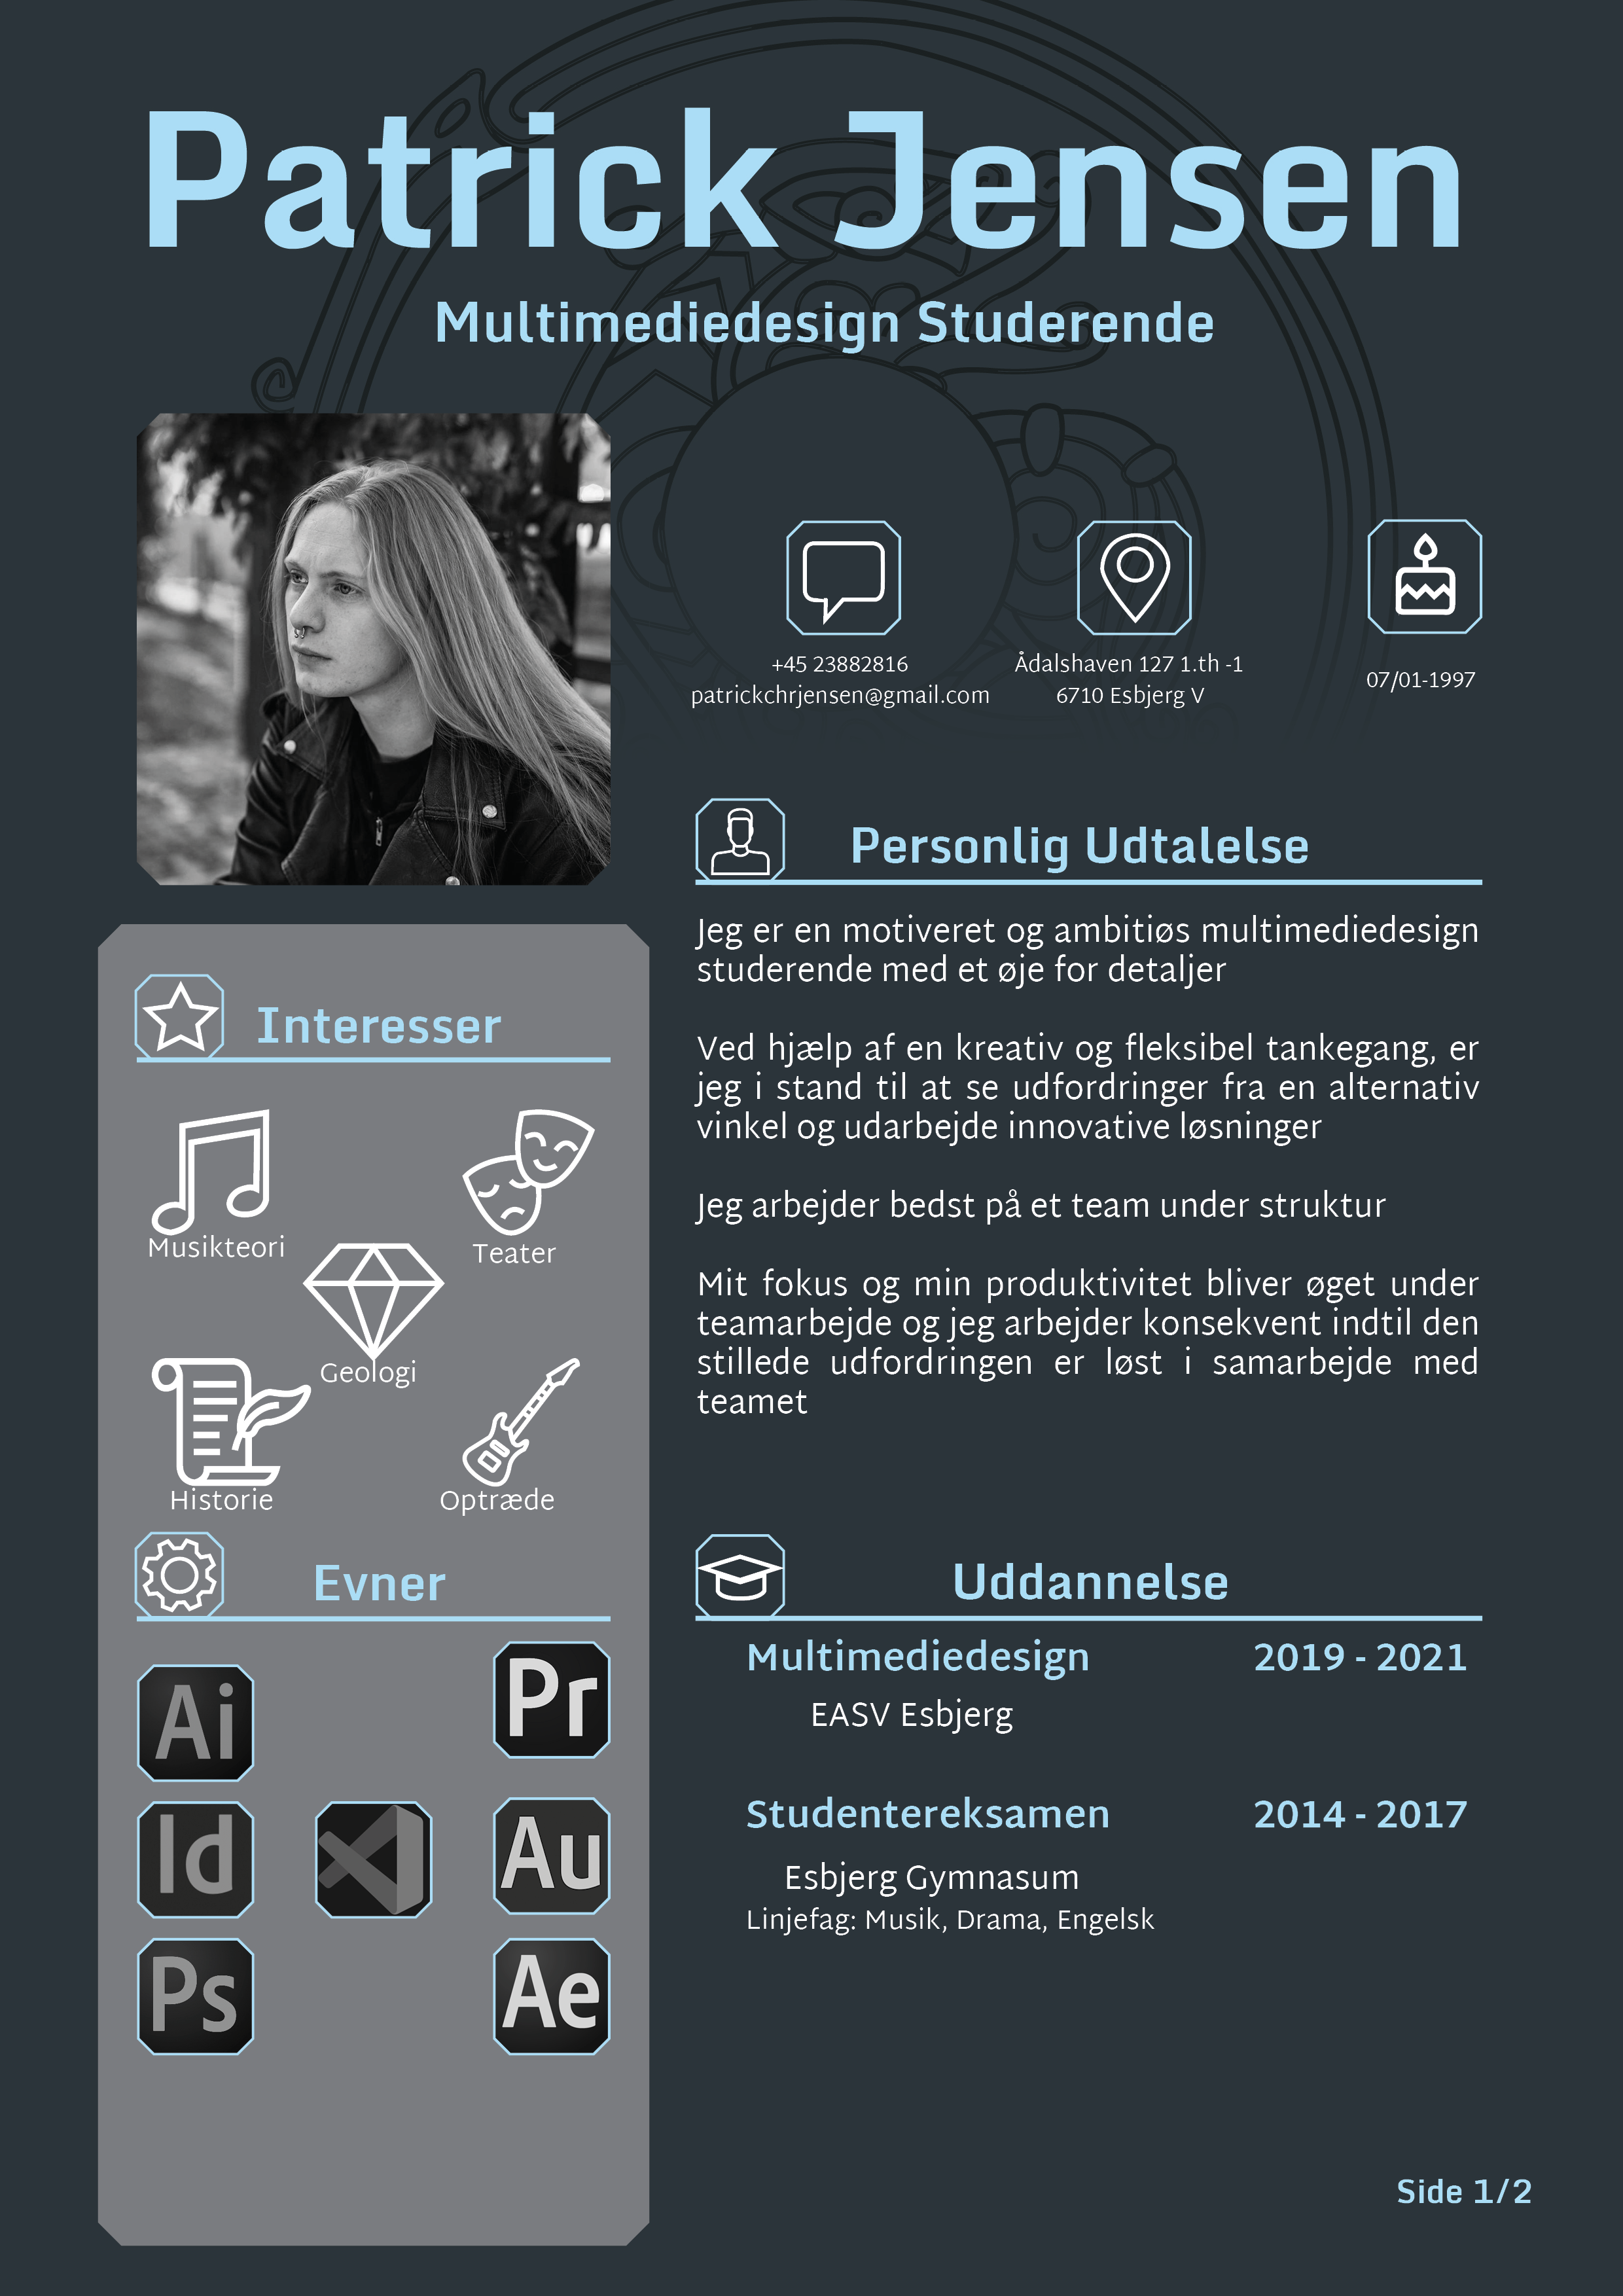 Patrick Jensen
Multimediedesign Studerende
+45 23882816
patrickchrjensen@gmail.com
Ådalshaven 127 1.th -1
6710 Esbjerg V
07/01-1997
Personlig Udtalelse
Jeg er en motiveret og ambitiøs multimediedesign
studerende med et øje for detaljer
Ved hjælp af en kreativ og fleksibel tankegang, er
jeg i stand til at se udfordringer fra en alternativ
vinkel og udarbejde innovative løsninger
Jeg arbejder bedst på et team under struktur
Mit fokus og min produktivitet bliver øget under
teamarbejde og jeg arbejder konsekvent indtil den
stillede udfordringen er løst i samarbejde med
teamet
Interesser
Musikteori
Teater
Geologi
Historie
Optræde
Evner
Ai
Pr
Id
Au
Ps
Ae
Uddannelse
Multimediedesign 2019 - 2021
EASV Esbjerg
Studentereksamen 2014 - 2017
Esbjerg Gymnasum
Linjefag: Musik, Drama, Engelsk
Side 1/2